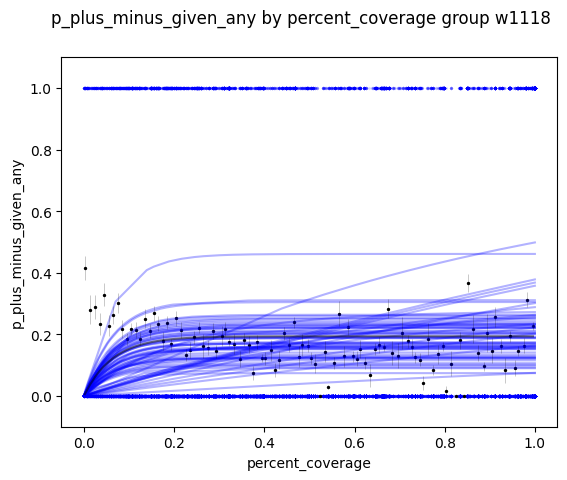 p_plus_minus_given_any by percent_coverage group w1118
p_plus_minus_given_any
1.0
0.8
0.6
0.4
0.2
0.0
0.0 0.2 0.4 0.6 0.8 1.0
percent_coverage